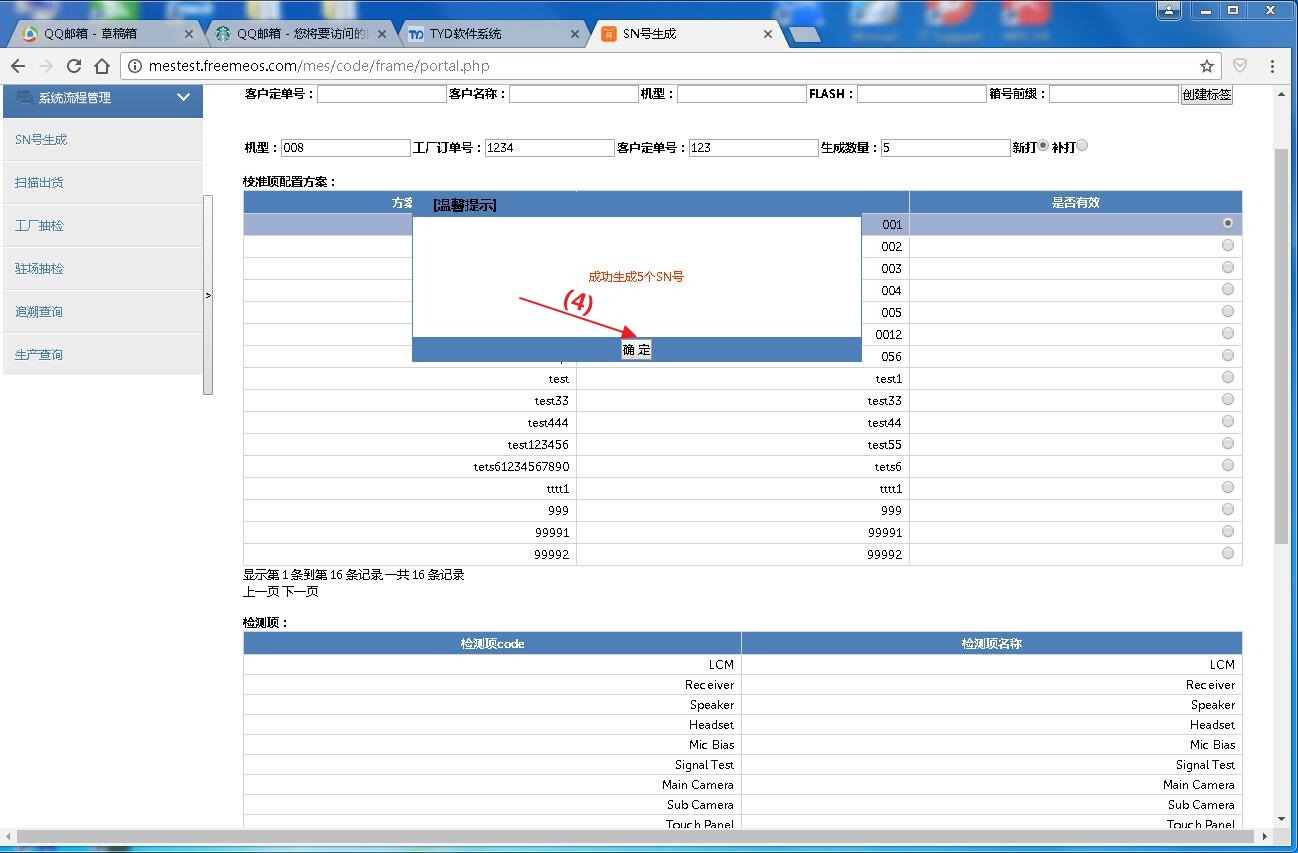 QQ邮箱 - 草稿箱
QQ邮箱 - 您将要访问的
TYD软件系统
SN号生成
mestest.freemeos.com/mes/code/frame/portal.php
系统流程管理
SN号生成
扫描出货
工厂抽检
驻场抽检
追溯查询
生产查询
>
客户定单号： 客户名称： 机型： FLASH： 箱号前缀： 创建标签
机型：008 工厂订单号：1234 客户定单号：123 生成数量：5 新打 补打
校准项配置方案：
方案 是否有效
[温馨提示]
成功生成5个SN号
(4)
确 定
001
002
003
004
005
0012
056
test test1
test33 test33
test444 test44
test123456 test55
tets61234567890 tets6
tttt1 tttt1
999 999
99991 99991
99992 99992
显示第 1 条到第 16 条记录 一共 16 条记录
上一页 下一页
检测项：
检测项code 检测项名称
LCM LCM
Receiver Receiver
Speaker Speaker
Headset Headset
Mic Bias Mic Bias
Signal Test Signal Test
Main Camera Main Camera
Sub Camera Sub Camera
Touch Panel Touch Panel